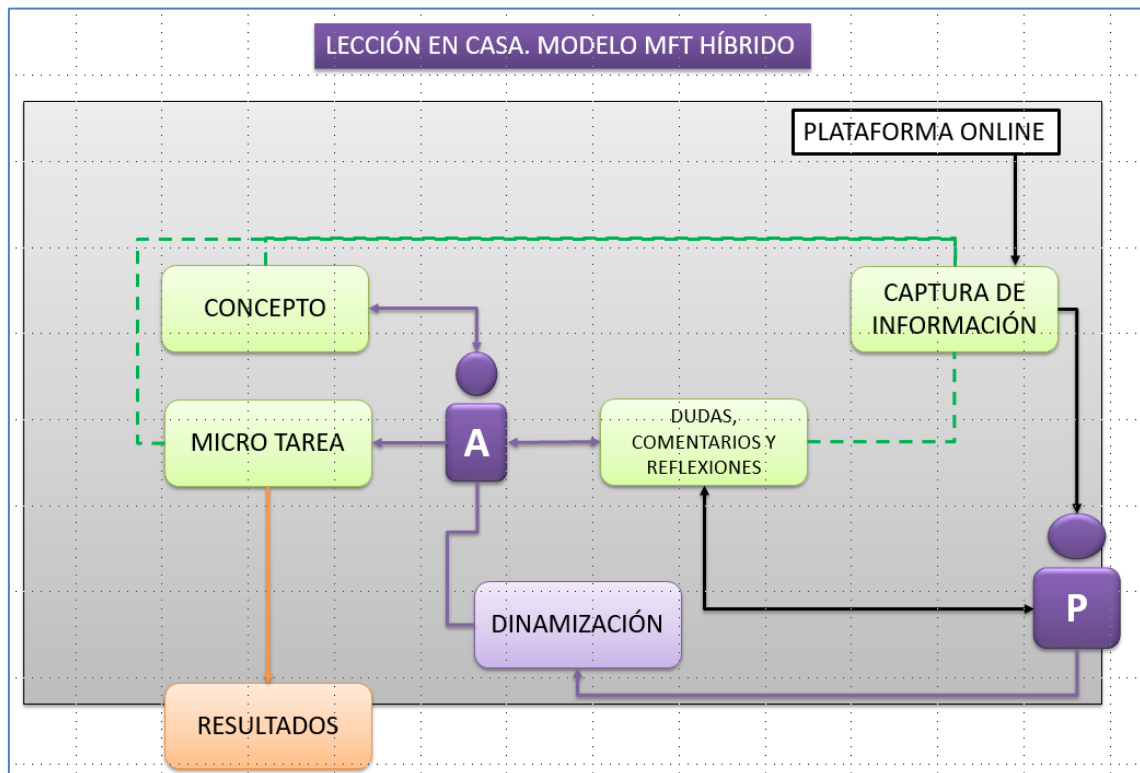 LECCIÓN EN CASA. MODELO MFT HÍBRIDO
PLATAFORMA ONLINE
CONCEPTO
CAPTURA DE
INFORMACIÓN
MICRO TAREA
A
DUDAS,
COMENTARIOS Y
REFLEXIONES
DINAMIZACIÓN
P
RESULTADOS